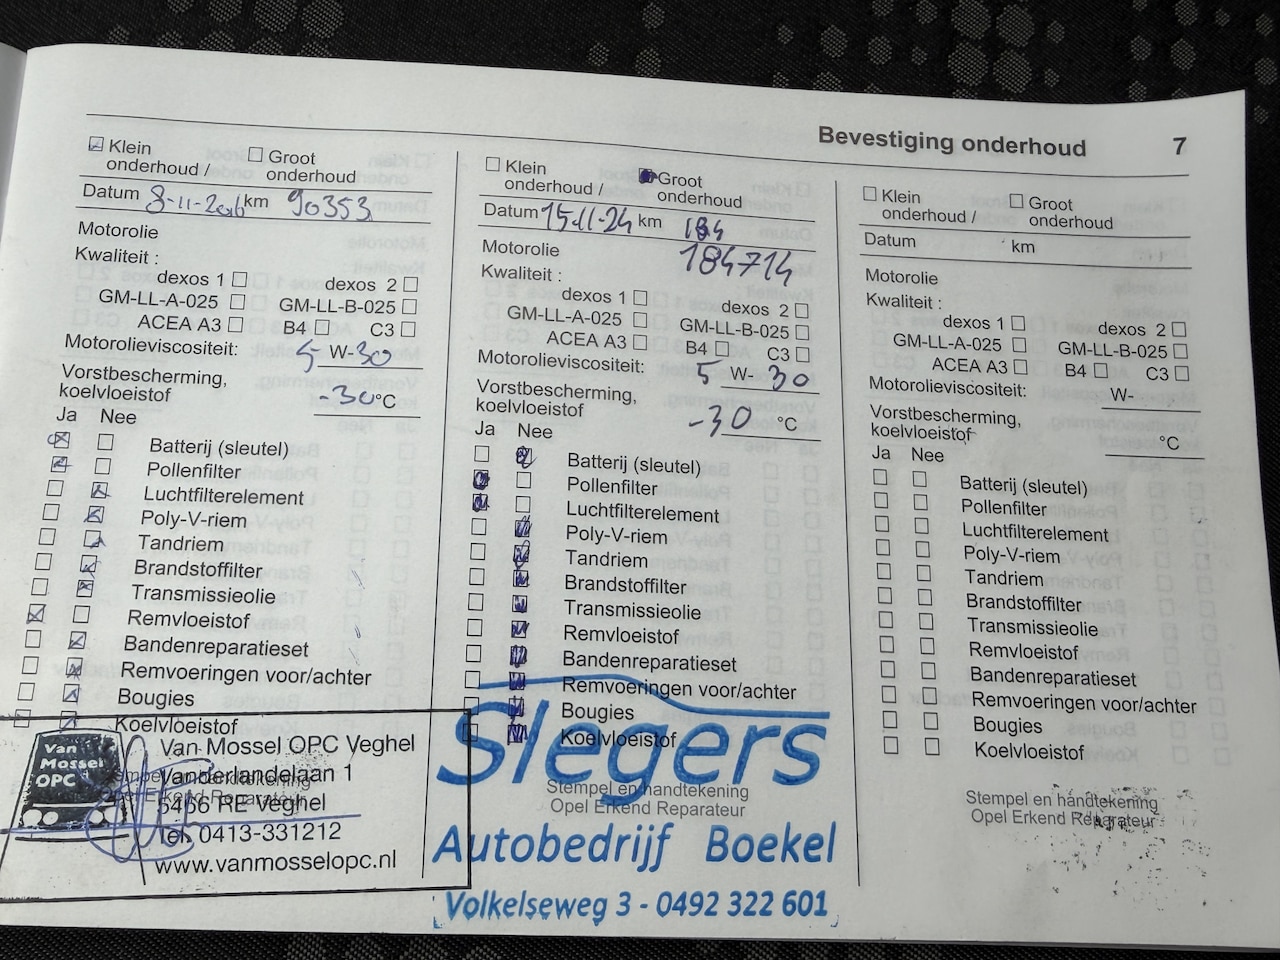 Bevestiging onderhoud 7
Klein onderhoud / Groot onderhoud
Datum 8-11-2016 km 90353
Motorolie
Kwaliteit :
dexos 1 dexos 2
GM-LL-A-025 GM-LL-B-025
ACEA A3 B4 C3
Motorolieviscositeit: 5 W-30
Vorstbescherming,
koelvloeistof -30°C
Ja Nee
Batterij (sleutel)
Pollenfilter
Luchtfilterelement
Poly-V-riem
Tandriem
Brandstoffilter
Transmissieolie
Remvloeistof
Bandenreparatieset
Remvoeringen voor/achter
Bougies
Koelvloeistof
Stempel en handtekening
Opel Erkend Reparateur
Van
Mossel
OPC
Van Mossel OPC Veghel
Vanderlandelaan 1
5466 RE Veghel
Tel. 0413-331212
www.vanmosselopc.nl
Klein onderhoud / Groot onderhoud
Datum 15-11-24 km 184
184714
Motorolie
Kwaliteit :
dexos 1 dexos 2
GM-LL-A-025 GM-LL-B-025
ACEA A3 B4 C3
Motorolieviscositeit: 5 W- 30
Vorstbescherming,
koelvloeistof -30 °C
Ja Nee
Batterij (sleutel)
Pollenfilter
Luchtfilterelement
Poly-V-riem
Tandriem
Brandstoffilter
Transmissieolie
Remvloeistof
Bandenreparatieset
Remvoeringen voor/achter
Bougies
Koelvloeistof
Stempel en handtekening
Opel Erkend Reparateur
Slegers
Autobedrijf Boekel
Volkelseweg 3 - 0492 322 601
Klein onderhoud / Groot onderhoud
Datum km
Motorolie
Kwaliteit :
dexos 1 dexos 2
GM-LL-A-025 GM-LL-B-025
ACEA A3 B4 C3
Motorolieviscositeit: W-
Vorstbescherming,
koelvloeistof °C
Ja Nee
Batterij (sleutel)
Pollenfilter
Luchtfilterelement
Poly-V-riem
Tandriem
Brandstoffilter
Transmissieolie
Remvloeistof
Bandenreparatieset
Remvoeringen voor/achter
Bougies
Koelvloeistof
Stempel en handtekening
Opel Erkend Reparateur